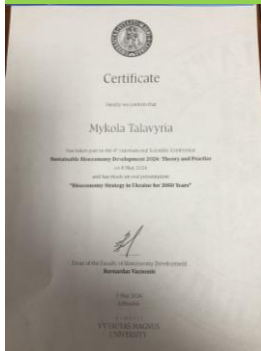 Certificate
Hereby we confirm that
Mykola Talavyria
has taken part in the 4th International Scientific Conference
Sustainable Bioeconomy Development 2024: Theory and Practice
on 9 May 2024
and has made an oral presentation
"Bioeconomy Strategy in Ukraine for 2050 Years"
Dean of the Faculty of Bioeconomy Development
9 May 2024
VYTAUTAS MAGNUS
UNIVERSITY